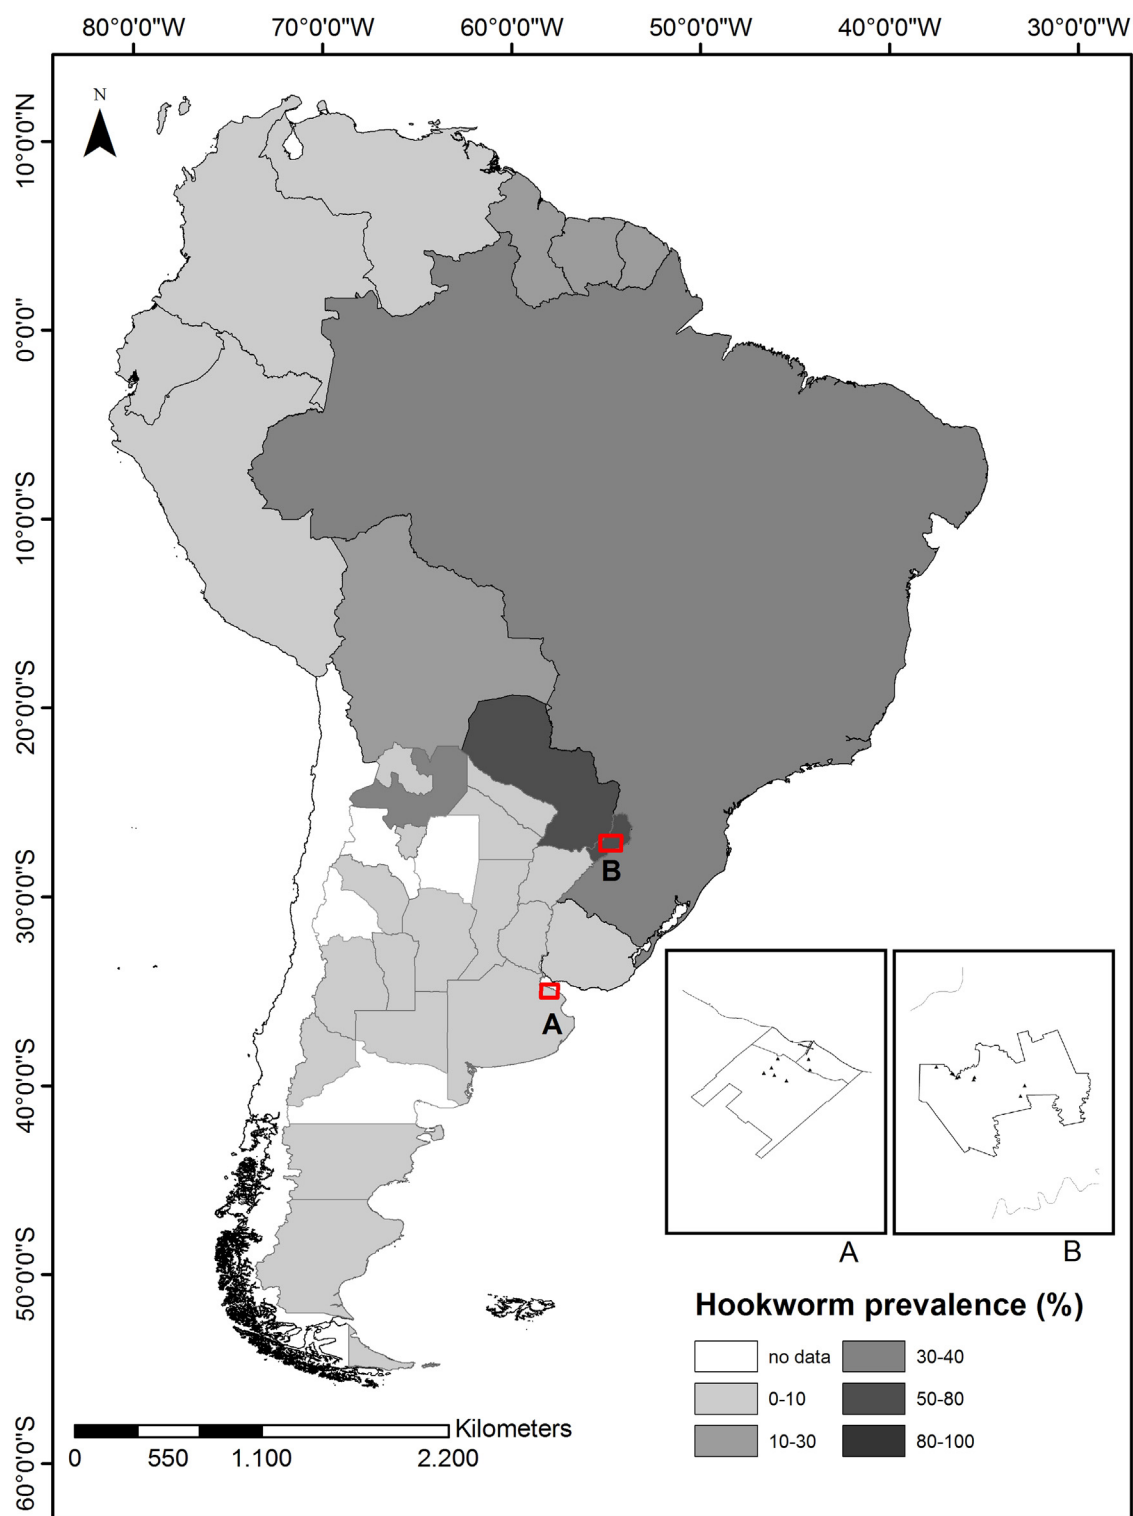 80°0'0"W 70°0'0"W 60°0'0"W 50°0'0"W 40°0'0"W 30°0'0"W
N
10°0'0"N
0°0'0"
10°0'0"S
20°0'0"S
30°0'0"S
40°0'0"S
50°0'0"S
60°0'0"S
B
A
A B
Hookworm prevalence (%)
no data 30-40
0-10 50-80
10-30 80-100
Kilometers
0 550 1.100 2.200